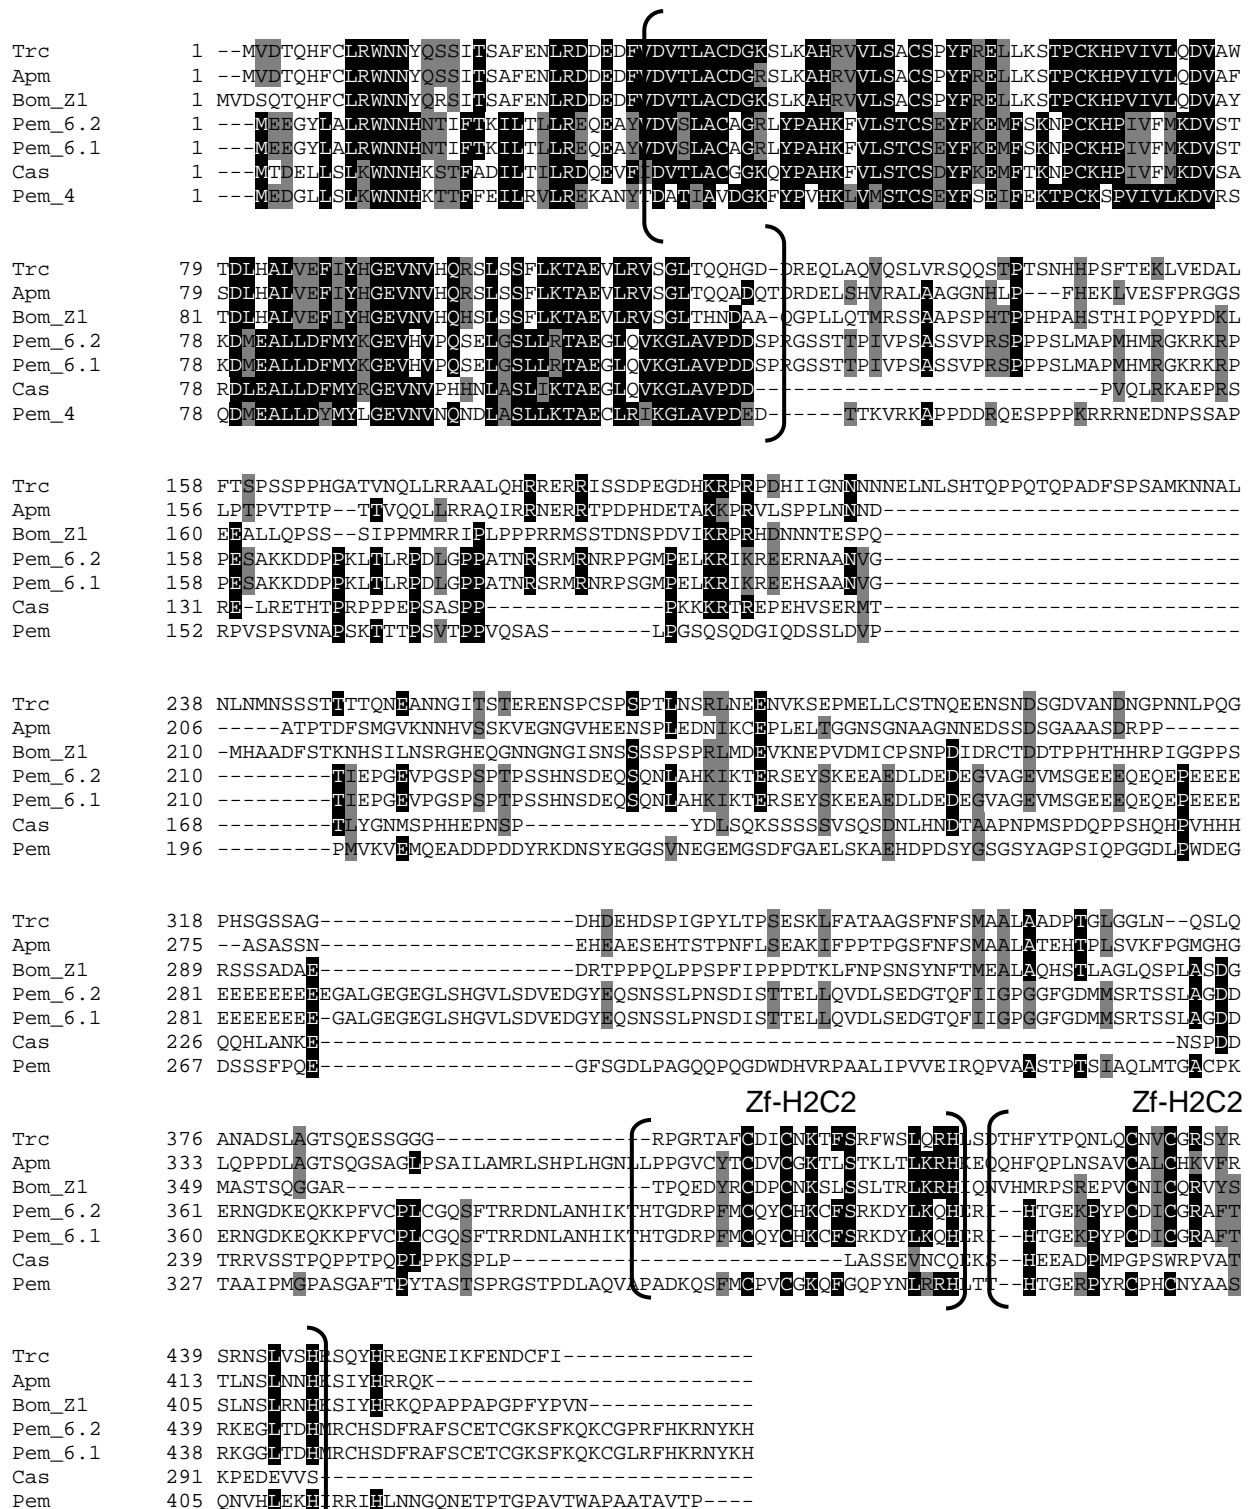 Trc 1 --MVDTQHFCLRWNNYQSSITSAFENLRDDEDFVDVTLACDGKSLKAHRVVLSACSPYFRELLKSTPCKHPVIVLQDVAW
Apm 1 --MVDTQHFCLRWNNYQSSITSAFENLRDDEDFVDVTLACDGRSLKAHRVVLSACSPYFRELLKSTPCKHPVIVLQDVAF
Bom_Z1 1 MVDSQTQHFCLRWNNYQRSITSAFENLRDDEDFVDVTLACDGKSLKAHRVVLSACSPYFRELLKSTPCKHPVIVLQDVAY
Pem_6.2 1 ---MEEGYLALRWNNHNTIFTKILTLLREQEAYVDVSLACAGRLYPAHKFVLSTCSEYFKEMFSKNPCKHPIVFMKDVST
Pem_6.1 1 ---MEEGYLALRWNNHNTIFTKILTLLREQEAYVDVSLACAGRLYPAHKFVLSTCSEYFKEMFSKNPCKHPIVFMKDVST
Cas 1 ---MTDELLSLKWNNHKSTFADILTILRDQEVFIDVTLACGGKQYPAHKFVLSTCSDYFKEMFTKNPCKHPIVFMKDVSA
Pem_4 1 ---MEDGLLSLKWNNHKTTFFEILRVLREKANYTDATIAVDGKFYPVHKLVMSTCSEYFSEIFEKTPCKSPVIVLKDVRS
Trc 79 TDLHALVEFIYHGEVNVHQRSLSSFLKTAEVLRVSGLTQQHGD-DREQLAQVQSLVRSQQSTPTSNHHPSFTEKLVEDAL
Apm 79 SDLHALVEFIYHGEVNVHQRSLSSFLKTAEVLRVSGLTQQADQTDRDELSHVRALAAGGNHLP---FHEKLVESFPRGGS
Bom_Z1 81 TDLHALVEFIYHGEVNVHQHSLSSFLKTAEVLRVSGLTHNDAA-QGPLLQTMRSSAAPSPHTPPHPAHSTHIPQPYPDKL
Pem_6.2 78 KDMEALLDFMYKGEVHVPQSELGSLLRTAEGLQVKGLAVPDDSPRGSSTTPIVPSASSVPRSPPPSLMAPMHMRGKRKRP
Pem_6.1 78 KDMEALLDFMYKGEVHVPQSELGSLLRTAEGLQVKGLAVPDDSPRGSSTTPIVPSASSVPRSPPPSLMAPMHMRGKRKRP
Cas 78 RDLEALLDFMYRGEVNVPHHNLASLIKTAEGLQVKGLAVPDDS--------------------------PVQLRKAEPRS
Pem_4 78 QDMEALLDYMYLGEVNVNQNDLASLLKTAECLRIKGLAVPDED------TTKVRKAPPDDRQESPPPKRRRNEDNPSSAP
Trc 158 FTSPSSPPHGATVNQLLRRAALQHRRERRISSDPEGDHKRPRPDHIIGNNNNNELNLSHTQPPQTQPADFSPSAMKNNAL
Apm 156 LPTPVTPTP--TTVQQLLRRAQIRRNERRTPDPHDETAKKPRVLSPPLNNND----------------------------
Bom_Z1 160 EEALLQPSS--SIPPMMRRIPLPPPRRMSSTDNSPDVIKRPRHDNNNTESPQ----------------------------
Pem_6.2 158 PESAKKDDPPKLTLRPDLGPPATNRSRMRNRPPGMPELKRIKREERNAANVG----------------------------
Pem_6.1 158 PESAKKDDPPKLTLRPDLGPPATNRSRMRNRPSGMPELKRIKREEHSAANVG----------------------------
Cas 131 RE-LRETHTPRPPPEPSASPP--------------PKKKRTREPEHVSERMT----------------------------
Pem 152 RPVSPSVNAPSKTTTPSVTPPVQSAS--------LPGSQSQDGIQDSSLDVP----------------------------
Trc 238 NLNMNSSSTTTTTQNEANNGITSTERENSPCSPSPTLNSRLNEENVKSEPMELLCSTNQEENSNDSGDVANDNGPNNLPQG
Apm 206 -----ATPTDFSMGVKNNHVSSKVEGNGVHEENSPLEDNIKCEPLELTGGNSGNAAGNNEDSSDSGAAASDRPP------
Bom_Z1 210 -MHAADFSTKNHSILNSRGHEQGNNGNGISNSSSSPSPRLMDEVKNEPVDMICPSNPDIDRCTDDTPPHTHHRPIGGPPS
Pem_6.2 210 ---------TIEPGEVPGSPSPTPSSHNSDEQSQNLAHKIKTERSEYSKEEAEDLDEDEGVAGEVMSGEEEQEQEPEEEE
Pem_6.1 210 ---------TIEPGEVPGSPSPTPSSHNSDEQSQNLAHKIKTERSEYSKEEAEDLDEDEGVAGEVMSGEEEQEQEPEEEE
Cas 168 ---------TLYGNMSPHHEPNSP-----------YDLSQKSSSSSVSQSDNLHNDTAAPNPMSPDQPPSHQHPVHHH
Pem 196 ---------PMVKVEMQEADDPDDYRKDNSYEGGSVNEGEMGSDFGAELSKAEHDPDSYGSGSYAGPSIQPGGDLPWDEG
Trc 318 PHSGSSAG----------------DHDEHDSPIGPYLTPSESKLFATAAGSFNFSMAALAADPTGLGGLN--QSLQ
Apm 275 --ASASSN----------------EHEAESEHTSTPNFLSEAKIFPPTPGSFNFSMAALATEHTPLSVKFPGMGHG
Bom_Z1 289 RSSSADAE----------------DRTPPPQLPPSPFIPPPDTKLFNPSNSYNFTMEALAQHSTLAGLQSPLASDG
Pem_6.2 281 EEEEEEEEEGALGEGEGLSHGVLSDVEDGYEQSNSSLPNSDISTTELLQVDLSEDGTQFIIGPGGFGDMMSRTSSLAGDD
Pem_6.1 281 EEEEEEEE-GALGEGEGLSHGVLSDVEDGYEQSNSSLPNSDISTTELLQVDLSEDGTQFIIGPGGFGDMMSRTSSLAGDD
Cas 226 QQHLANKE-------------------------------------------------------------------NSPDD
Pem 267 DSSSFPQE----------------GFSGDLPAGQQPQGDWDHVRPAALIPVVEIRQPVAASTPTSIAQLMTGACPK
Zf-H2C2 Zf-H2C2
Trc 376 ANADSLAGTSQESSGGG----------------RPGRTAFCDICNKTFSRFWSLQRHLSDTHFYTPQNLQCNVCGRSYR
Apm 333 LQPPDLAGTSQGSAGLPSAILAMRLSHPLHGNLLPPGVCYTCDVCGKTLSTKLTLKRHKEQQHFQPLNSAVCALCHKVFR
Bom_Z1 349 MASTSQGGAR-----------------------TPQEDYRCDPCNKSLSSLTRLKRHIQNVHMRPSREPVCNICQRVYS
Pem_6.2 361 ERNGDKEQKKPFVCPLCGQSFTRRDNLANHIKTHTGDRPFMCQYCHKCFSRKDYLKQHERI--HTGEKPYPCDICGRAFT
Pem_6.1 360 ERNGDKEQKKPFVCPLCGQSFTRRDNLANHIKTHTGDRPFMCQYCHKCFSRKDYLKQHERI--HTGEKPYPCDICGRAFT
Cas 239 TRRVSSTPQPPTPQPLPPKSPLP-------------------------LASSEVNCQEKS--HEEADPMPGPSWRPVAT
Pem 327 TAAIPMGPASGAFTPYTASTSPRGSTPDLAQVAPADKQSFMCPVCGKQFGQPYNLRRHLTT--HTGERPYRCPHCNYAAS
Trc 439 SRNSLVSHRSQYHREGNEIKFENDCFI--------------
Apm 413 TLNSLNNHKSIYHRRQK------------------------
Bom_Z1 405 SLNSLRNHKSIYHRKQPAPPAPGPFYPVN------------
Pem_6.2 439 RKEGLTDHMRCHSDFRAFSCETCGKSFKQKCGPRFHKRNYKH
Pem_6.1 438 RKGGLTDHMRCHSDFRAFSCETCGKSFKQKCGLRFHKRNYKH
Cas 291 KPEDEVVS---------------------------------
Pem 405 QNVHLEKHIRRIHLNNGQNETPTGPAVTWAPAATAVTP----